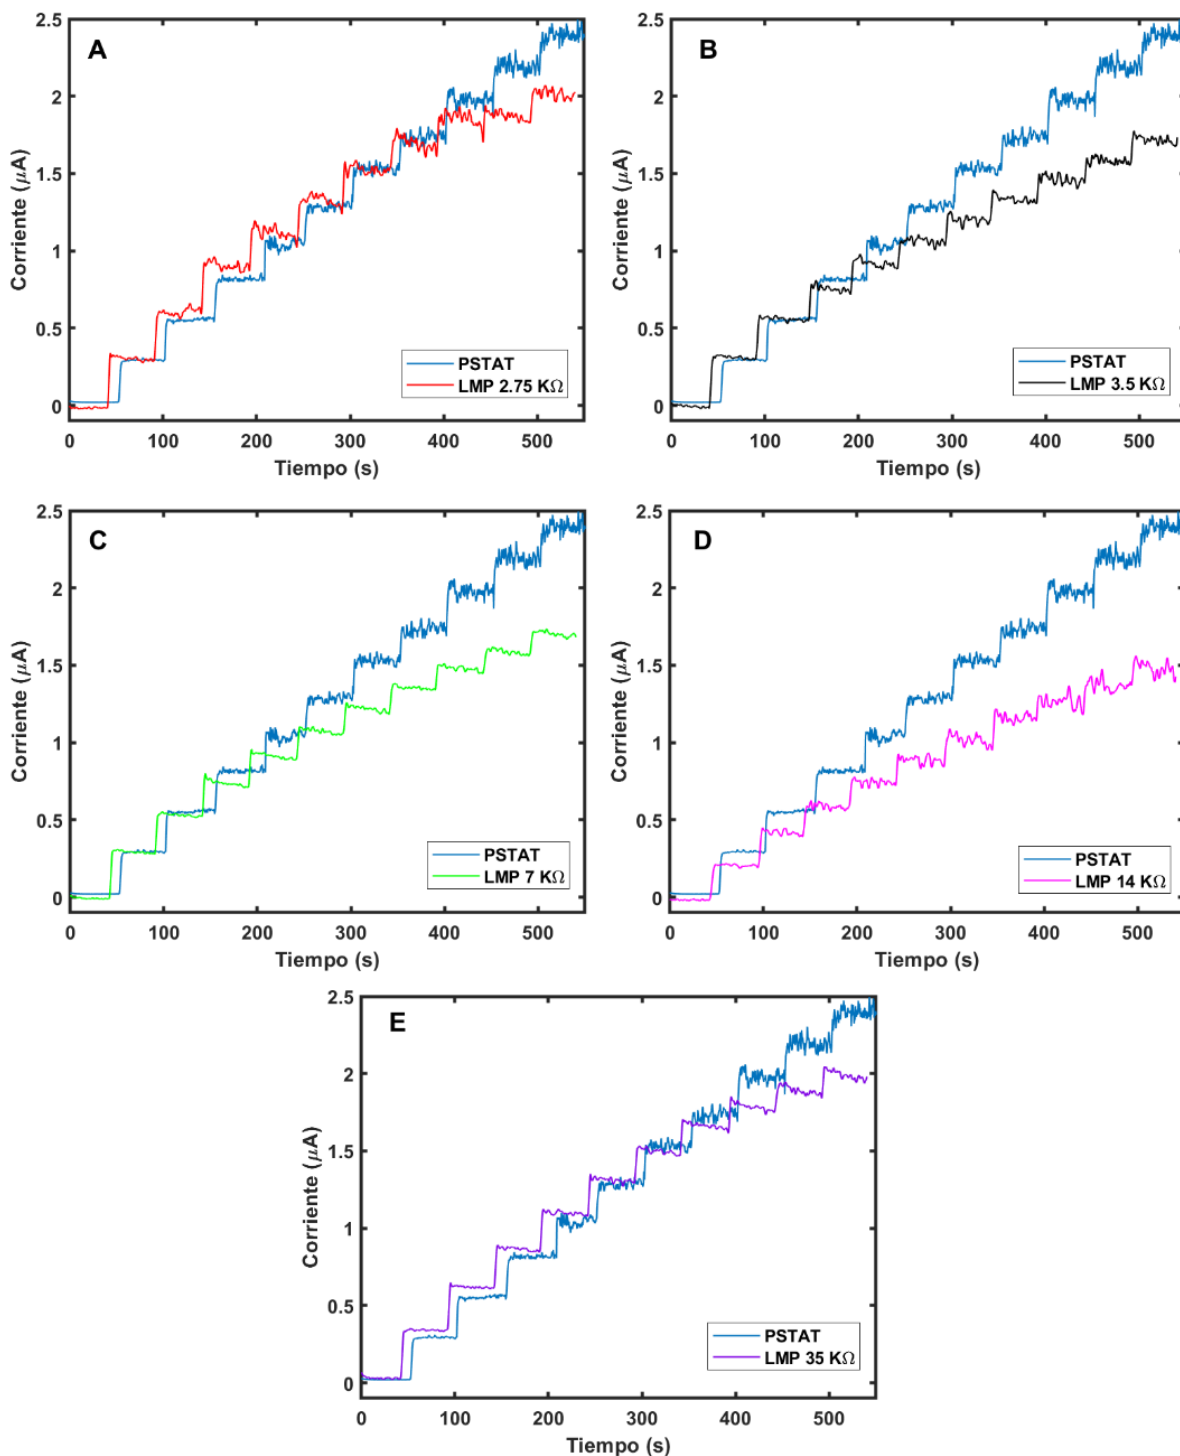 A
2.5
2
1.5
1
0.5
0
Corriente (μA)
0 100 200 300 400 500
Tiempo (s)
PSTAT
LMP 2.75 KΩ
B
2.5
2
1.5
1
0.5
0
Corriente (μA)
0 100 200 300 400 500
Tiempo (s)
PSTAT
LMP 3.5 KΩ
C
2.5
2
1.5
1
0.5
0
Corriente (μA)
0 100 200 300 400 500
Tiempo (s)
PSTAT
LMP 7 KΩ
D
2.5
2
1.5
1
0.5
0
Corriente (μA)
0 100 200 300 400 500
Tiempo (s)
PSTAT
LMP 14 KΩ
E
2.5
2
1.5
1
0.5
0
Corriente (μA)
0 100 200 300 400 500
Tiempo (s)
PSTAT
LMP 35 KΩ